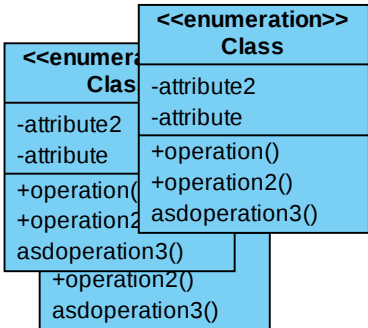 <<enumeration>>
Class
-attribute2
-attribute
+operation()
+operation2()
asdoperation3()
<<enumera
Clas
-attribute2
-attribute
+operation(
+operation2
asdoperation3()
+operation2()
asdoperation3()